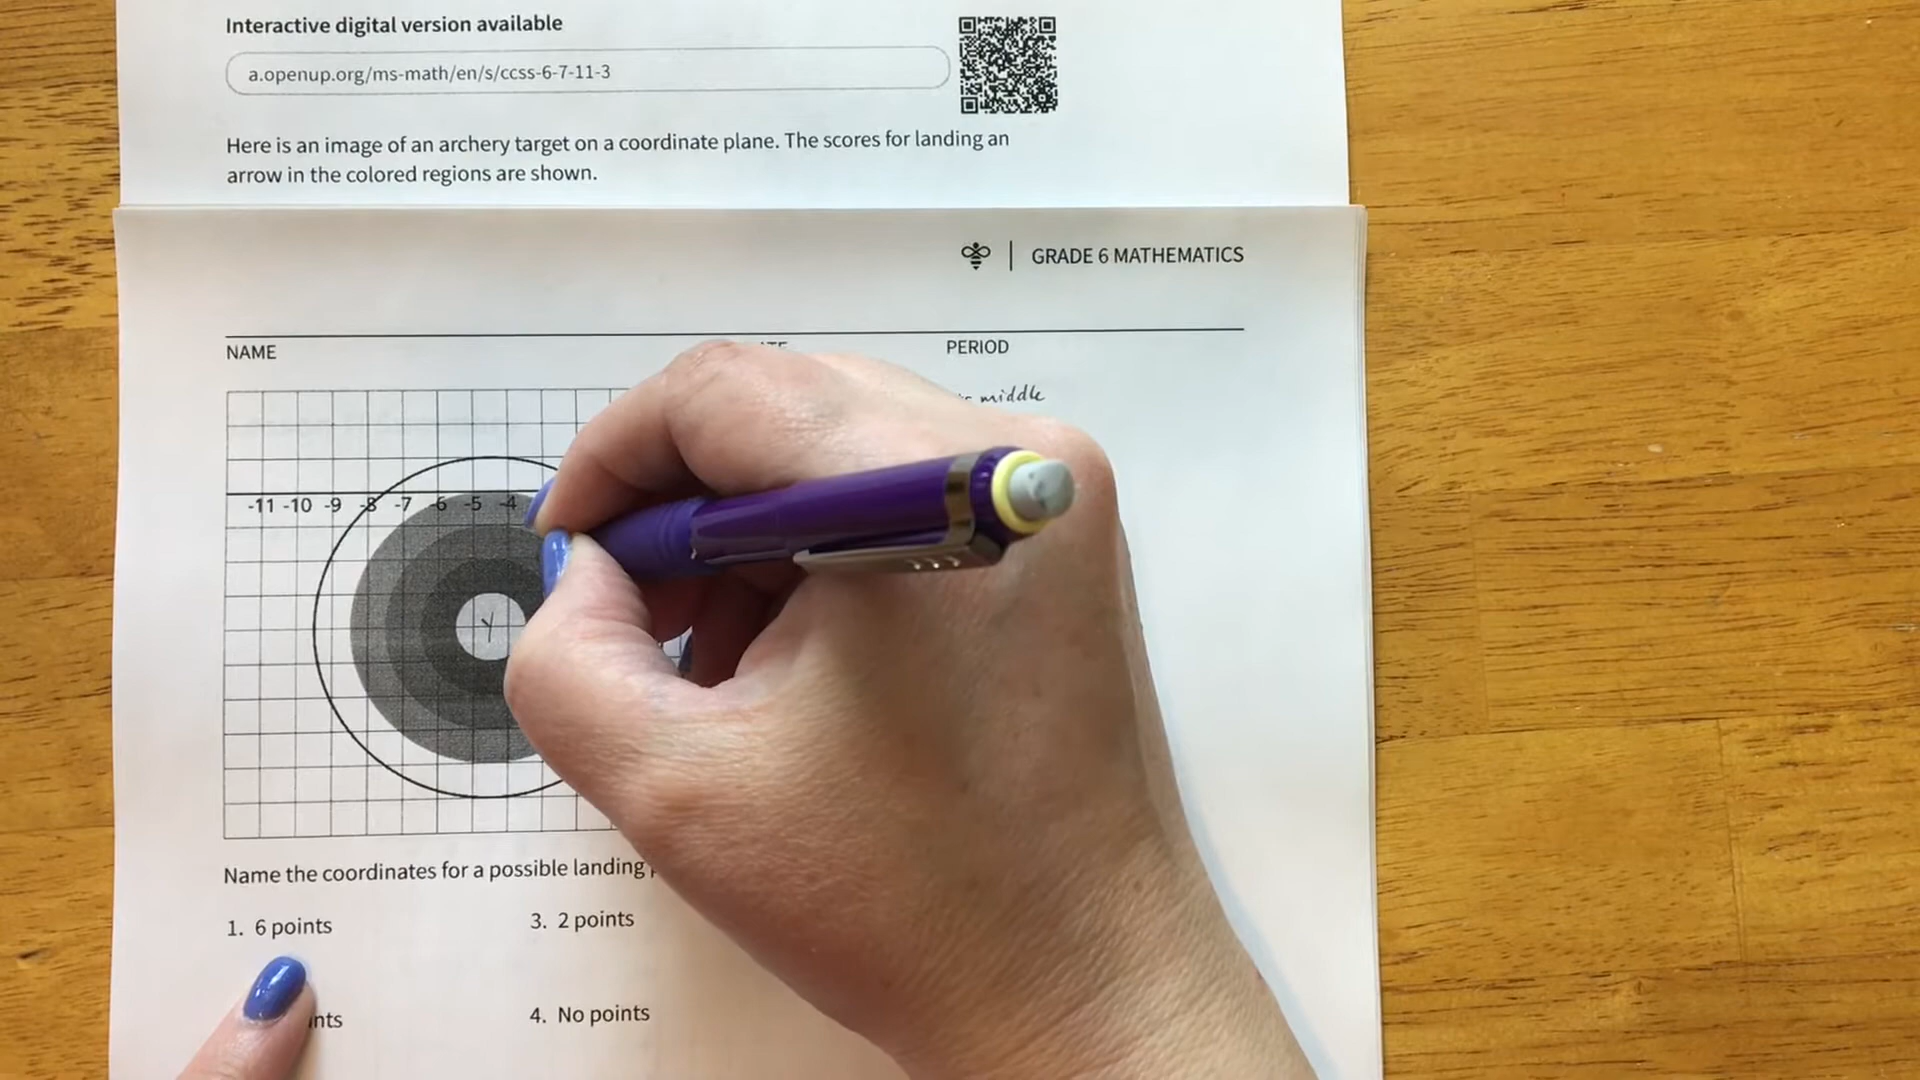 Interactive digital version available
a.openup.org/ms-math/en/s/ccss-6-7-11-3
Here is an image of an archery target on a coordinate plane. The scores for landing an
arrow in the colored regions are shown.
GRADE 6 MATHEMATICS
NAME
PERIOD
middle
-11 -10 -9 -8 -7 -6 -5 -4
Y
Name the coordinates for a possible landing
1. 6 points
3. 2 points
4. No points